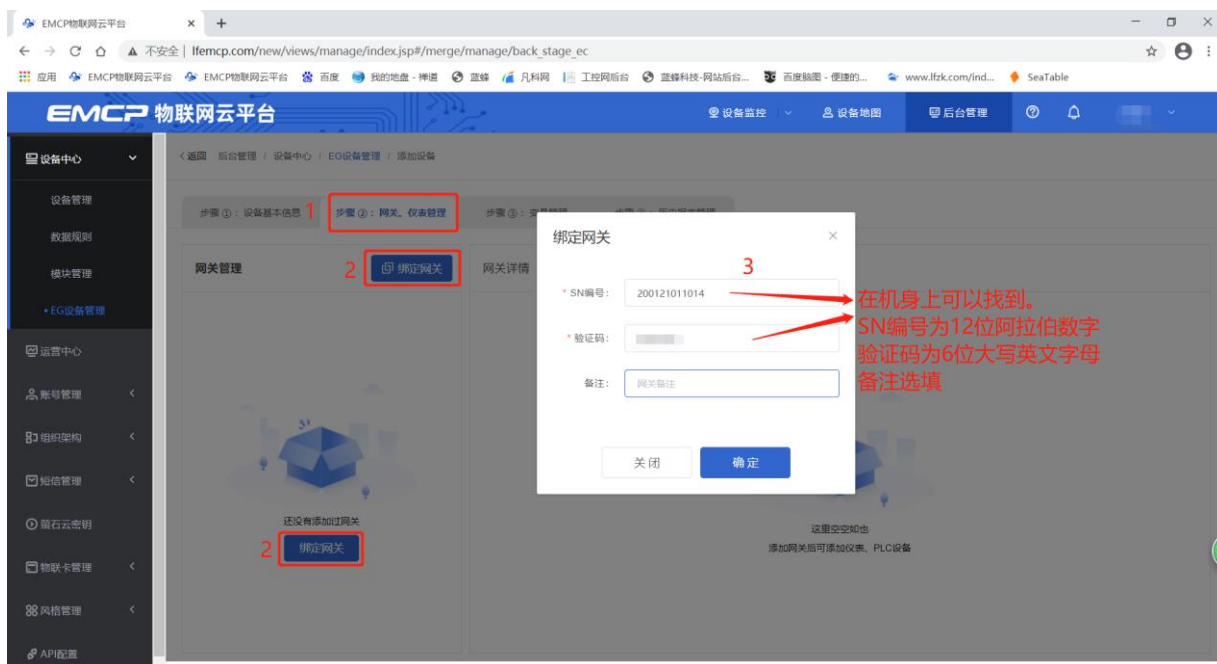 EMCP物联网云平台
不安全 | lfemcp.com/new/views/manage/index.jsp#/merge/manage/back_stage_ec
应用 EMCP物联网云平台 EMCP物联网云平台 百度 我的地盘 - 禅道 蓝蜂 凡科网 工控网后台 蓝蜂科技-网站后台... 百度脑图 - 便捷的... www.lfzk.com/ind... SeaTable
EMCP 物联网云平台 设备监控 设备地图 后台管理
设备中心
设备管理
数据规则
模块管理
EG设备管理
运营中心
账号管理
组织架构
短信管理
萤石云密钥
物联卡管理
风格管理
API配置
返回 后台管理 / 设备中心 / EG设备管理 / 添加设备
步骤①：设备基本信息 1 步骤②：网关、仪表管理 步骤③：变量管理
网关管理 2 绑定网关 网关详情
还没有添加过网关
2 绑定网关
绑定网关
3
* SN编号： 200121011014
* 验证码：
备注： 网关备注
关闭 确定
在机身上可以找到。
SN编号为12位阿拉伯数字
验证码为6位大写英文字母
备注选填
这里空空如也
添加网关后可添加仪表、PLC设备